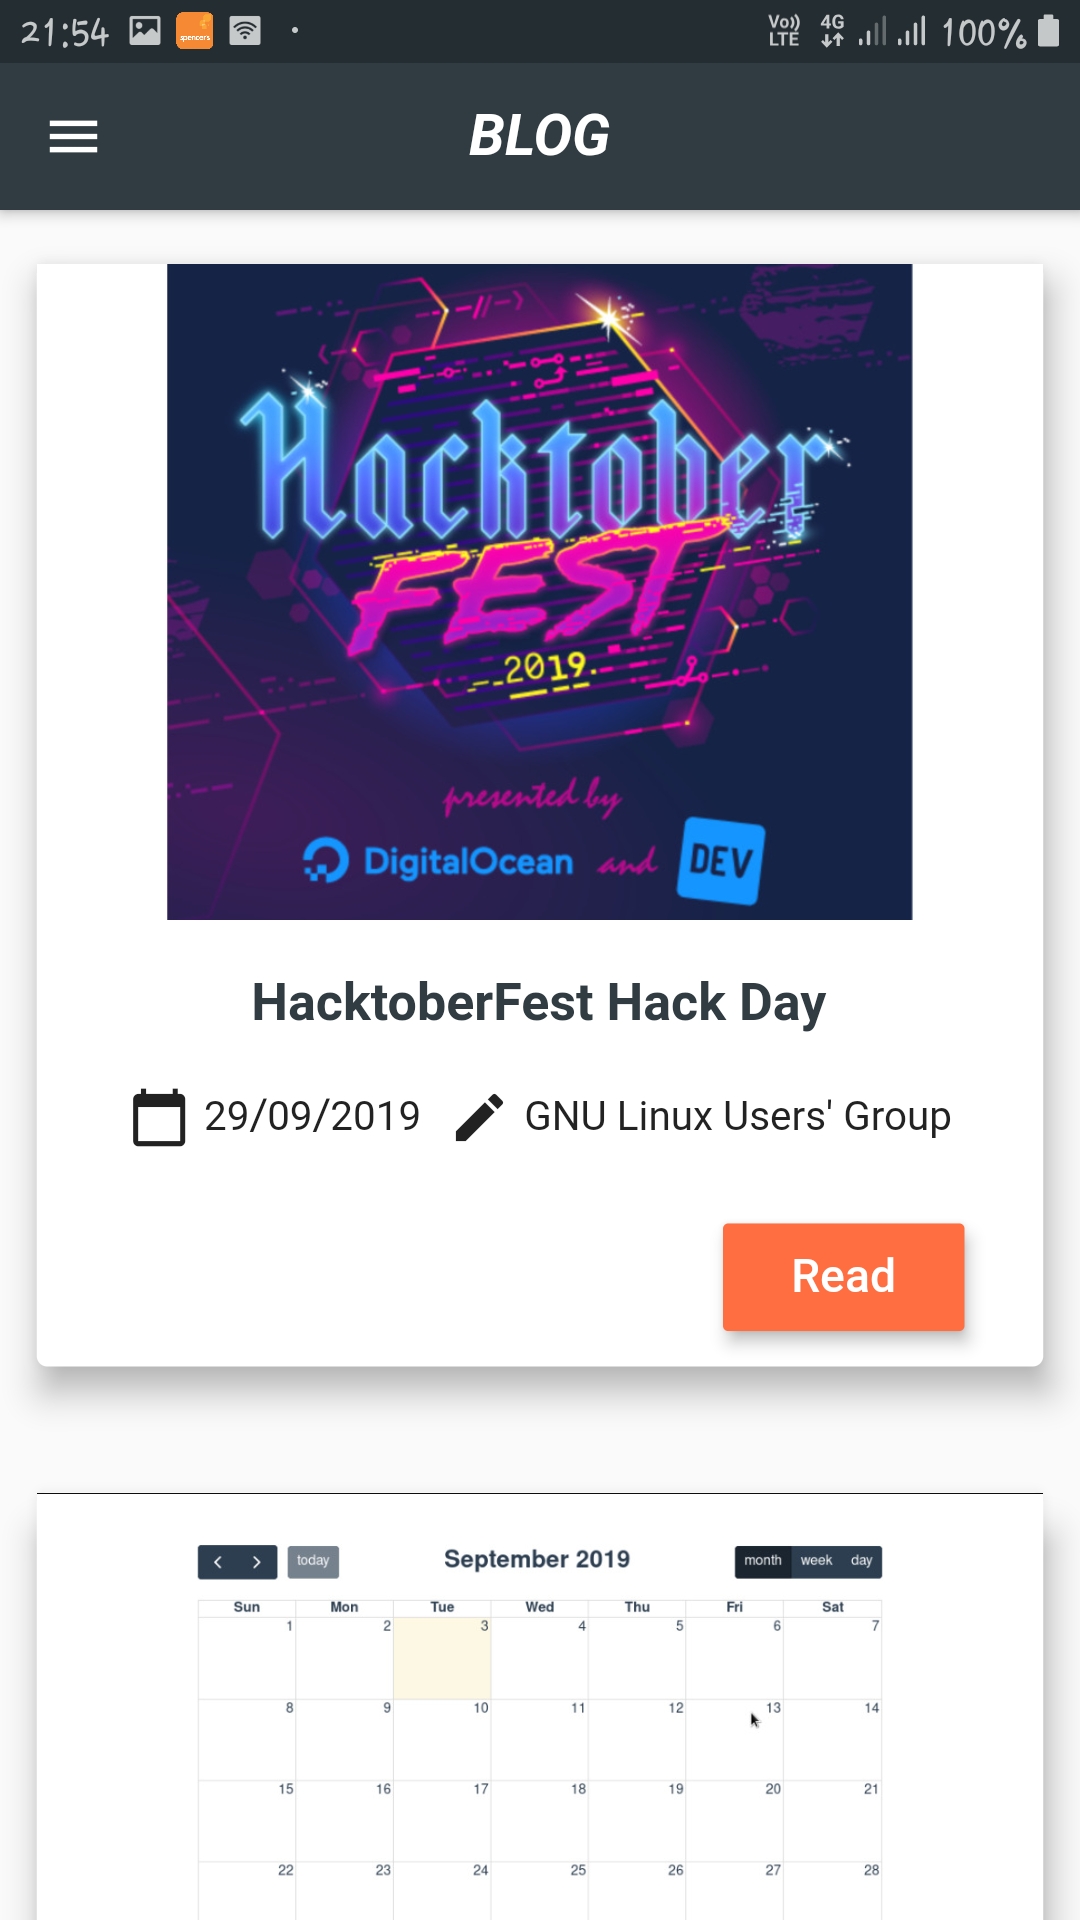 21:54 spencers Vo)) LTE 4G 100%
BLOG
Hacktober
FEST
2019
presented by
DigitalOcean and DEV
HacktoberFest Hack Day
29/09/2019 GNU Linux Users' Group
Read
today September 2019 month week day
Sun Mon Tue Wed Thu Fri Sat
1 2 3 4 5 6 7
8 9 10 11 12 13 14
15 16 17 18 19 20 21
22 23 24 25 26 27 28